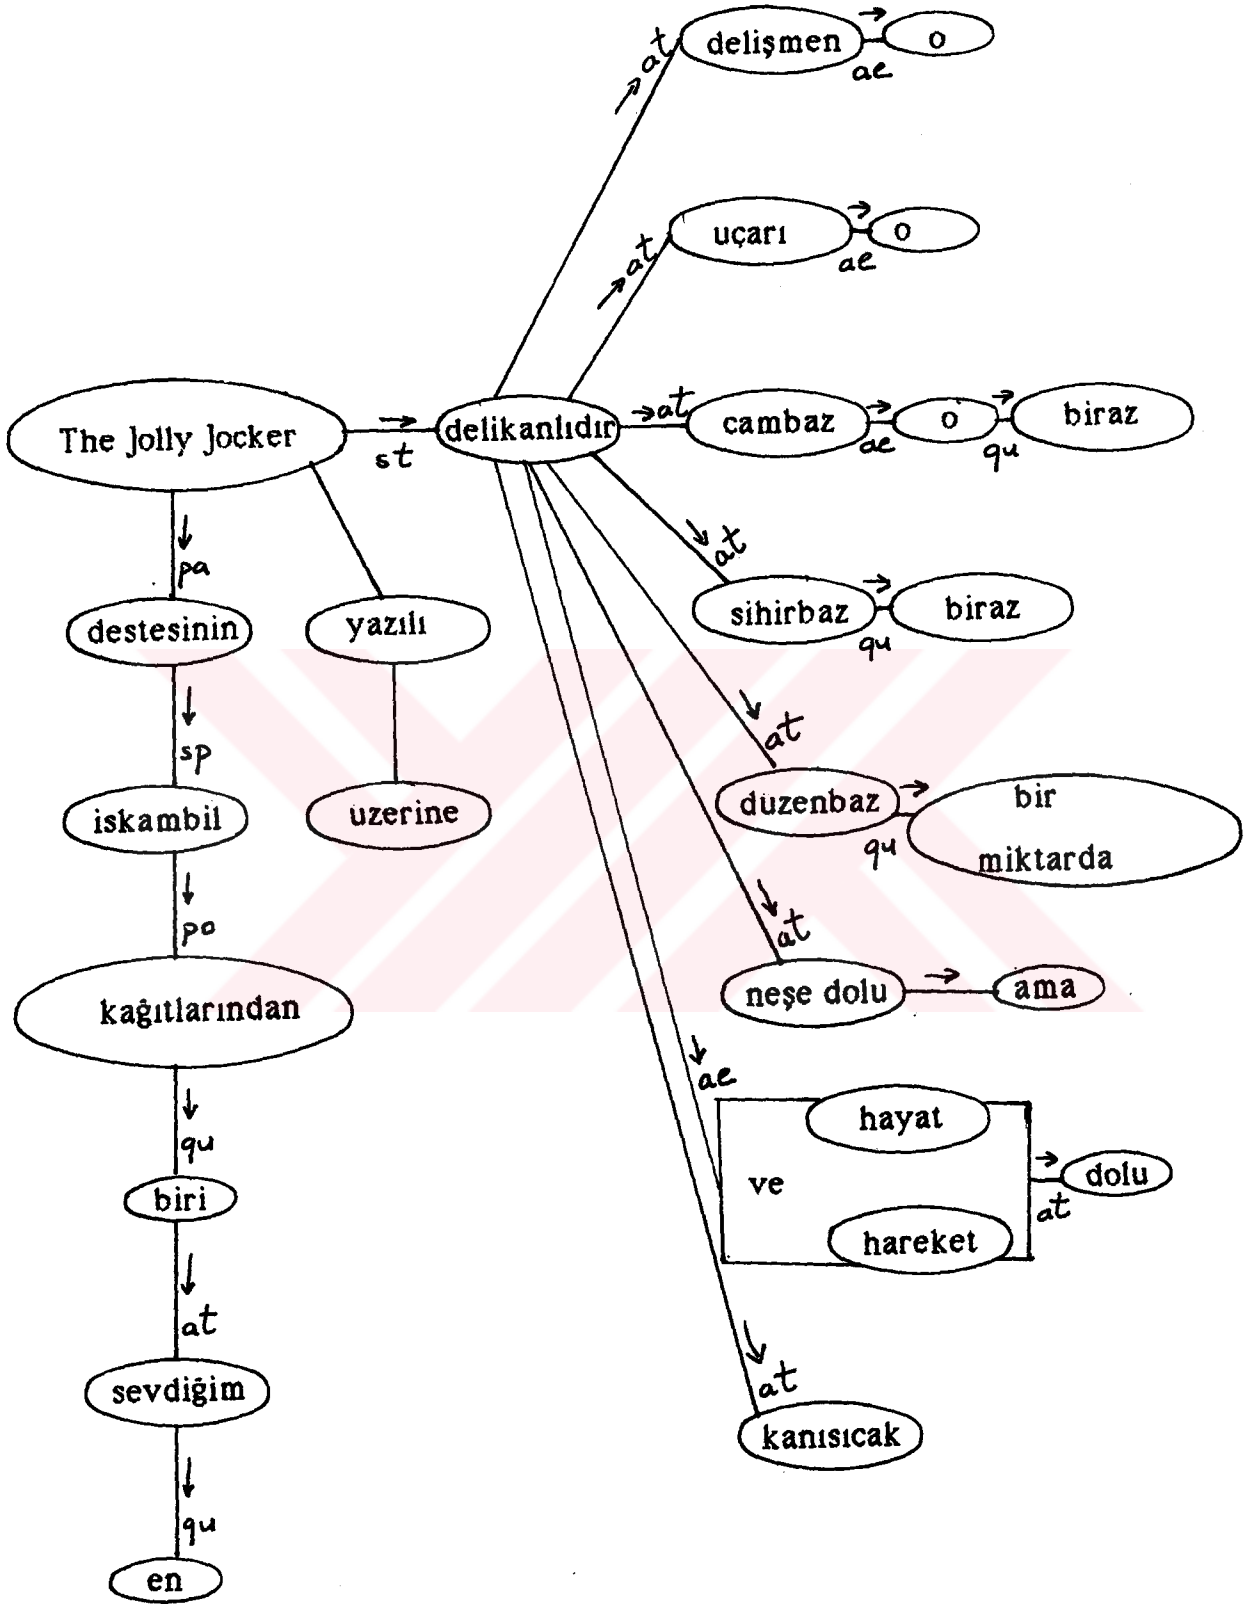 delişmen
o
at
ae
uçarı
o
at
ae
The Jolly Jocker
st
delikanlıdır
at
cambaz
ae
o
qu
biraz
at
sihirbaz
qu
biraz
pa
destesinin
yazılı
sp
at
iskambil
üzerine
düzenbaz
qu
bir
miktarda
po
at
kağıtlarından
neşe dolu
ama
ae
qu
hayat
ve
hareket
at
dolu
biri
at
at
sevdiğim
kanısıcak
qu
en